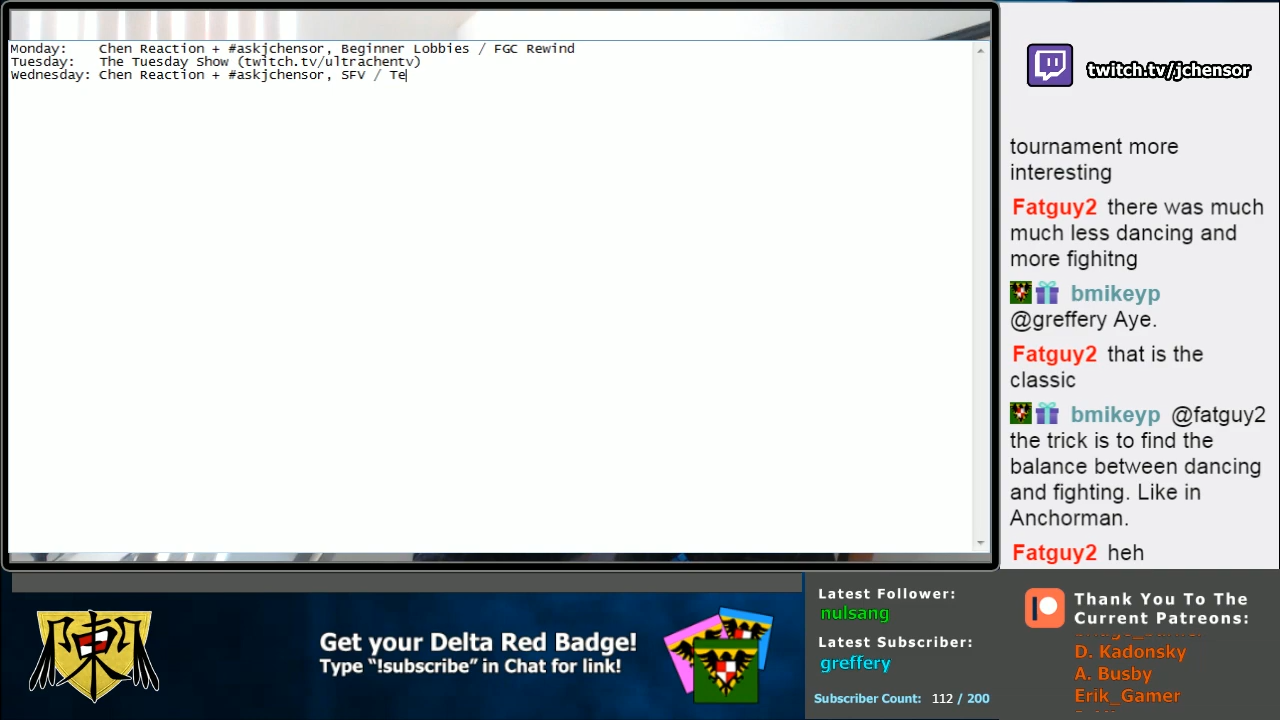 Monday:    Chen Reaction + #askjchensor, Beginner Lobbies / FGC Rewind
Tuesday:   The Tuesday Show (twitch.tv/ultrachentv)
Wednesday: Chen Reaction + #askjchensor, SFV / Te
twitch.tv/jchensor
tournament more
interesting
Fatguy2 there was much
much less dancing and
more fighitng
bmikeyp
@greffery Aye.
Fatguy2 that is the
classic
bmikeyp @fatguy2
the trick is to find the
balance between dancing
and fighting. Like in
Anchorman.
Fatguy2 heh
Get your Delta Red Badge!
Type "!subscribe" in Chat for link!
Latest Follower:
nulsang
Latest Subscriber:
greffery
Subscriber Count: 112 / 200
Thank You To The
Current Patreons:
D. Kadonsky
A. Busby
Erik_Gamer